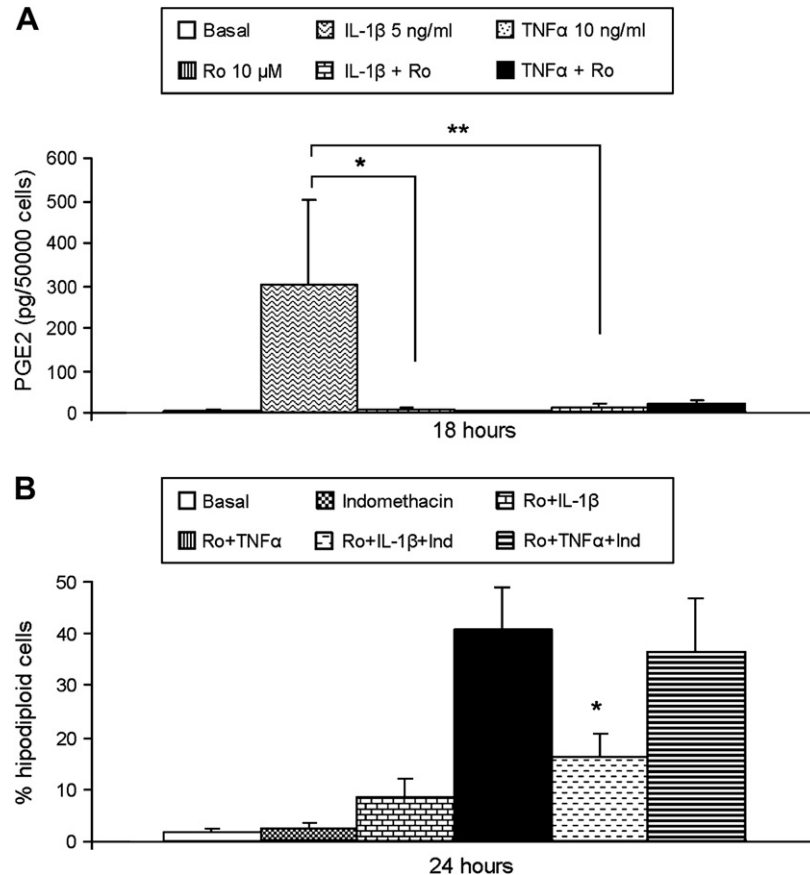 A
Basal IL-1β 5 ng/ml TNFα 10 ng/ml
Ro 10 µM IL-1β + Ro TNFα + Ro
**
*
PGE2 (pg/50000 cells)
600
500
400
300
200
100
0
18 hours
B
Basal Indomethacin Ro+IL-1β
Ro+TNFα Ro+IL-1β+Ind Ro+TNFα+Ind
% hipodiploid cells
50
40
30
20
10
0
*
24 hours